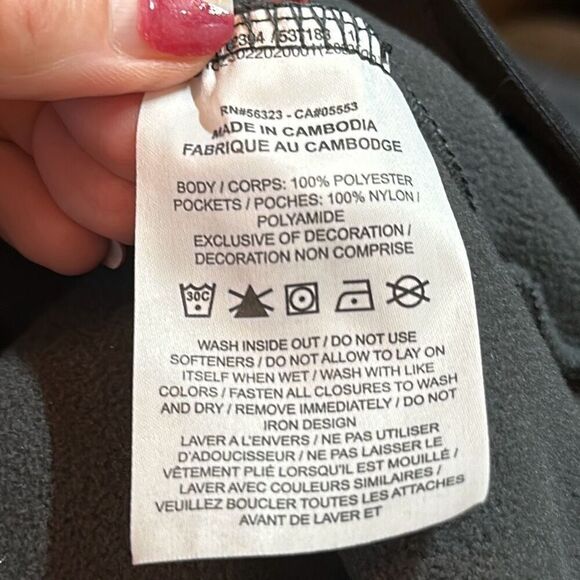 537183
RN#56323 - CA#05553
MADE IN CAMBODIA
FABRIQUE AU CAMBODGE
BODY / CORPS: 100% POLYESTER
POCKETS / POCHES: 100% NYLON /
POLYAMIDE
EXCLUSIVE OF DECORATION /
DECORATION NON COMPRISE
30C
WASH INSIDE OUT / DO NOT USE
SOFTENERS / DO NOT ALLOW TO LAY ON
ITSELF WHEN WET / WASH WITH LIKE
COLORS / FASTEN ALL CLOSURES TO WASH
AND DRY / REMOVE IMMEDIATELY / DO NOT
IRON DESIGN
LAVER A L'ENVERS / NE PAS UTILISER
D'ADOUCISSEUR / NE PAS LAISSER LE
VÊTEMENT PLIÉ LORSQU'IL EST MOUILLÉ /
LAVER AVEC COULEURS SIMILAIRES /
VEUILLEZ BOUCLER TOUTES LES ATTACHES
AVANT DE LAVER ET